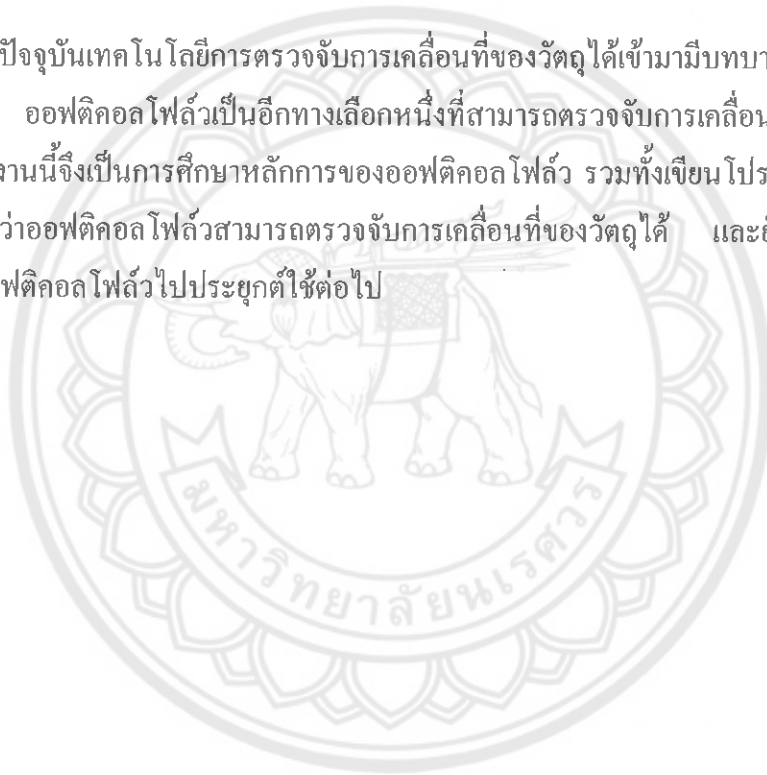 ปัจจุบันเทคโนโลยีการตรวจจับการเคลื่อนที่ของวัตถุได้เข้ามามีบทบา
ออฟติคอลโฟล์วเป็นอีกทางเลือกหนึ่งที่สามารถตรวจจับการเคลื่อน
งานนี้จึงเป็นการศึกษาหลักการของออฟติคอลโฟล์ว รวมทั้งเขียนโปร
ว่าออฟติคอลโฟล์วสามารถตรวจจับการเคลื่อนที่ของวัตถุได้ และย
ฟติคอลโฟล์วไปประยุกต์ใช้ต่อไป
มหาวิทยาลัยนเรศวร